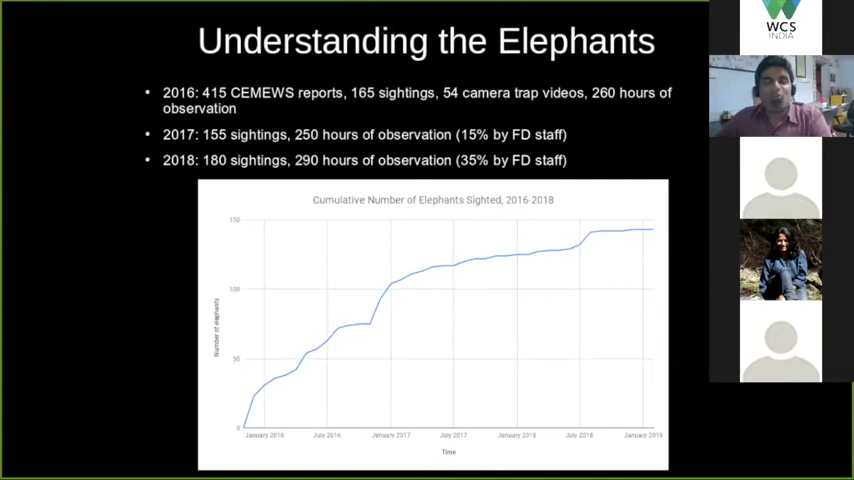 Understanding the Elephants
WCS
INDIA
• 2016: 415 CEMEWS reports, 165 sightings, 54 camera trap videos, 260 hours of
observation
• 2017: 155 sightings, 250 hours of observation (15% by FD staff)
• 2018: 180 sightings, 290 hours of observation (35% by FD staff)
Cumulative Number of Elephants Sighted, 2016-2018
150
100
50
0
Number of elephants
January 2016 July 2016 January 2017 July 2017 January 2018 July 2018 January 2019
Time